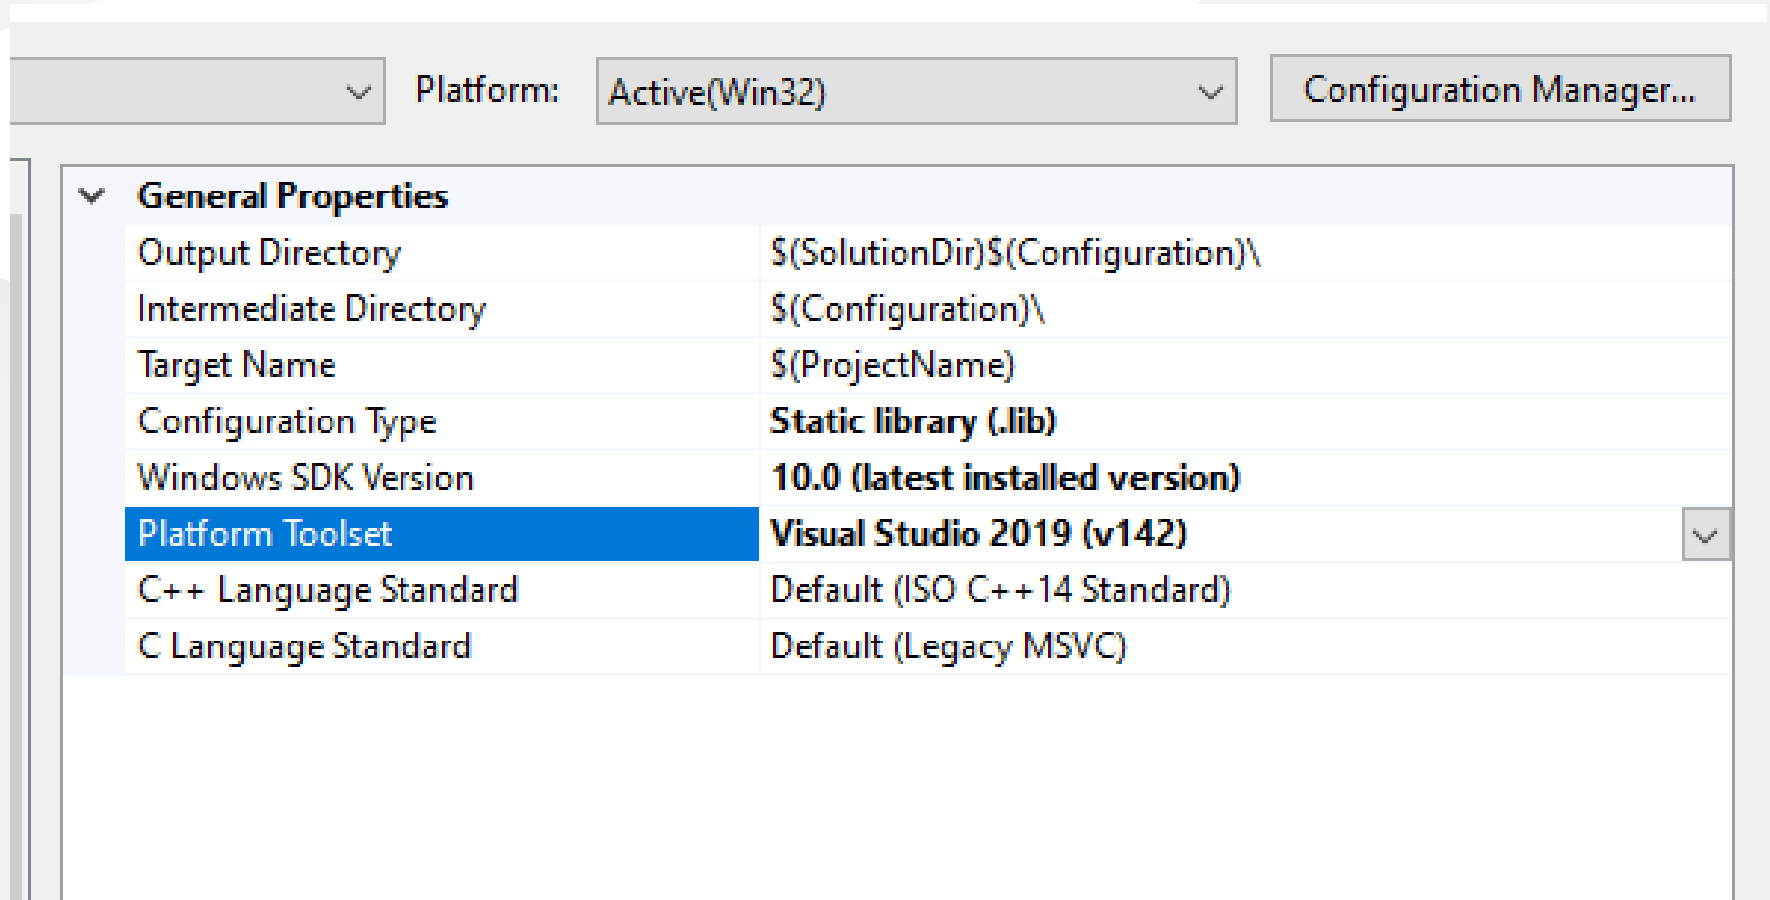 Platform: Active(Win32) Configuration Manager...
General Properties
Output Directory $(SolutionDir)$(Configuration)\
Intermediate Directory $(Configuration)\
Target Name $(ProjectName)
Configuration Type Static library (.lib)
Windows SDK Version 10.0 (latest installed version)
Platform Toolset Visual Studio 2019 (v142)
C++ Language Standard Default (ISO C++14 Standard)
C Language Standard Default (Legacy MSVC)